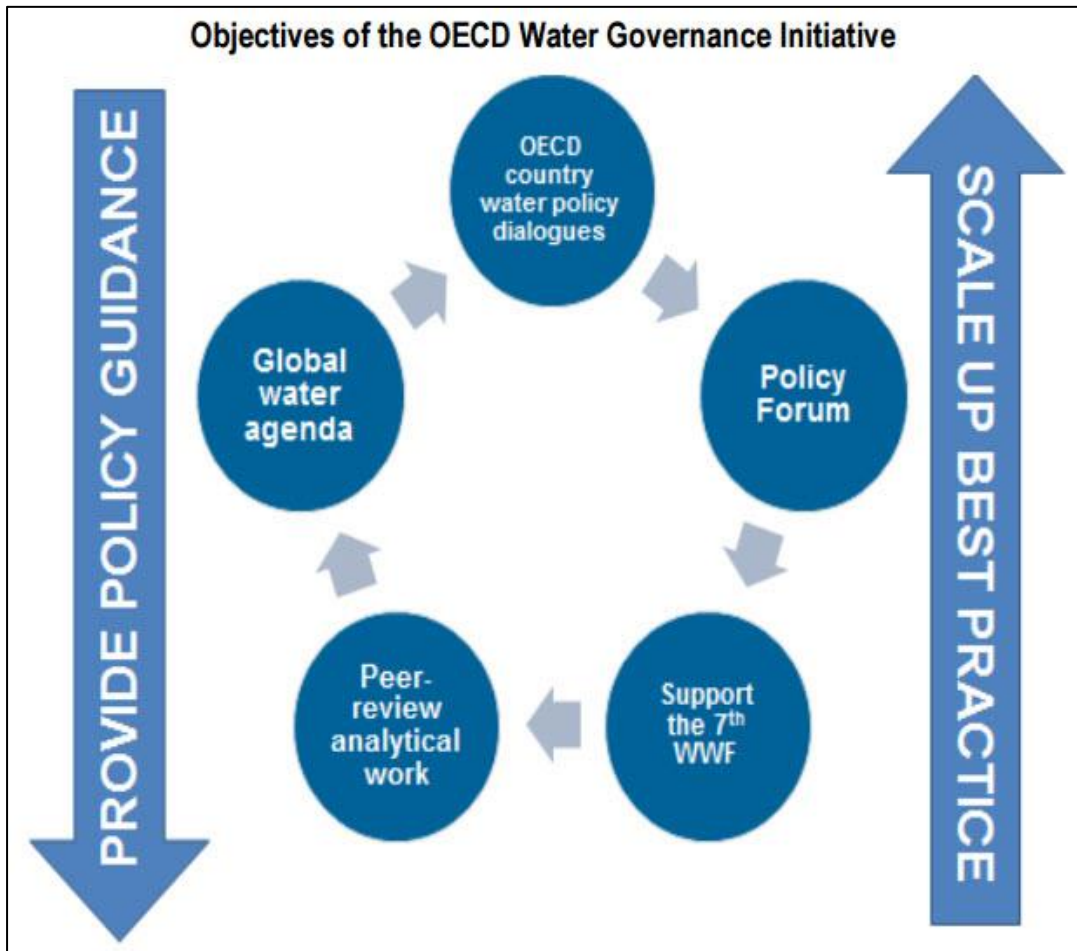 Objectives of the OECD Water Governance Initiative
PROVIDE POLICY GUIDANCE
OECD
country
water policy
dialogues
Policy
Forum
Support
the 7th
WWF
Peer-
review
analytical
work
Global
water
agenda
SCALE UP BEST PRACTICE